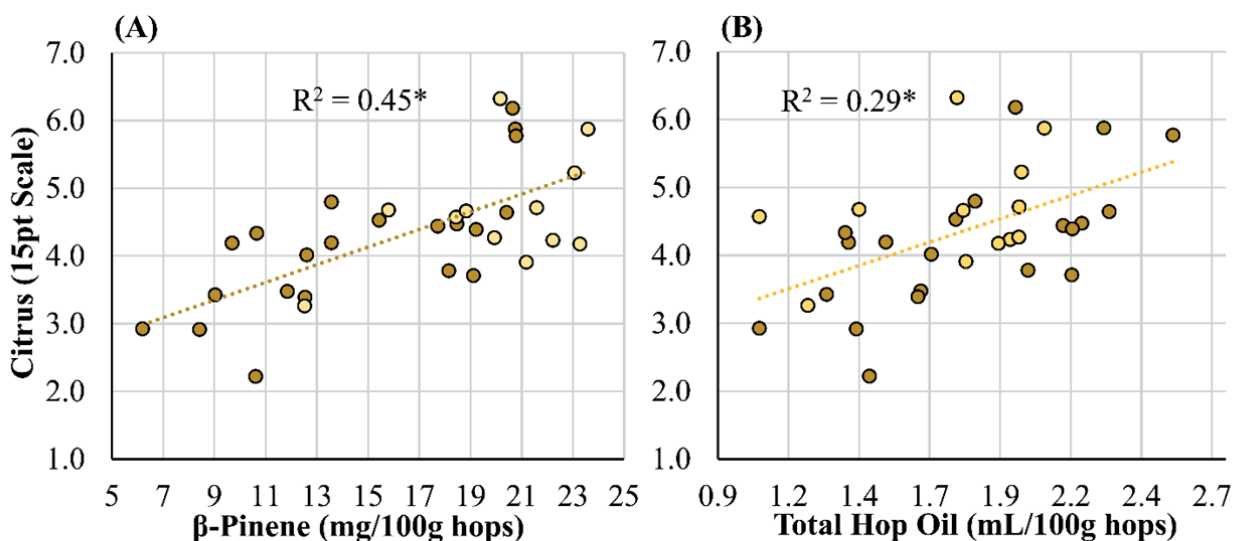 (A)
(B)
R² = 0.45*
R² = 0.29*
Citrus (15pt Scale)
7.0
6.0
5.0
4.0
3.0
2.0
1.0
7.0
6.0
5.0
4.0
3.0
2.0
1.0
5 7 9 11 13 15 17 19 21 23 25
0.9 1.2 1.4 1.7 1.9 2.2 2.4 2.7
β-Pinene (mg/100g hops)
Total Hop Oil (mL/100g hops)